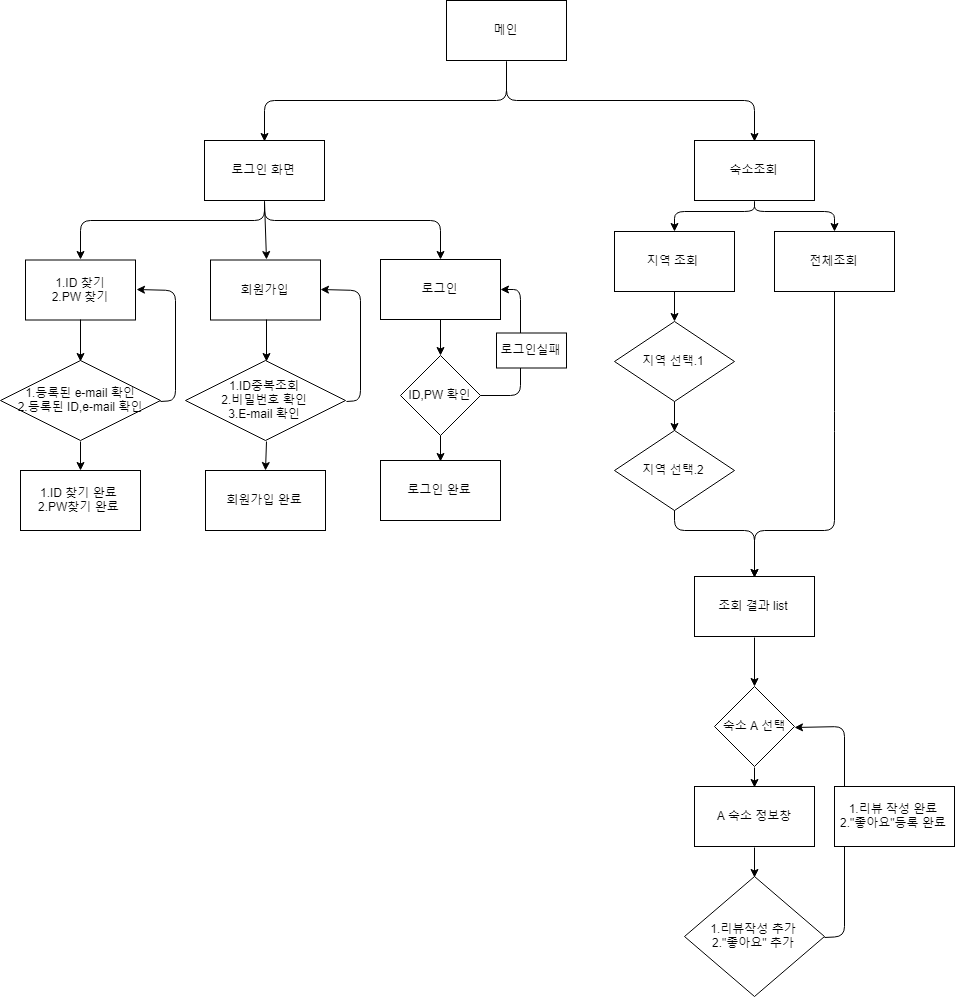 메인
로그인 화면
숙소조회
1.ID 찾기
2.PW 찾기
회원가입
로그인
지역 조회
전체조회
로그인실패
지역 선택.1
1.등록된 e-mail 확인
2.등록된 ID,e-mail 확인
1.ID중복조회
2.비밀번호 확인
3.E-mail 확인
ID,PW 확인
지역 선택.2
1.ID 찾기 완료
2.PW찾기 완료
회원가입 완료
로그인 완료
조회 결과 list
숙소 A 선택
A 숙소 정보창
1.리뷰 작성 완료
2."좋아요"등록 완료
1.리뷰작성 추가
2."좋아요" 추가